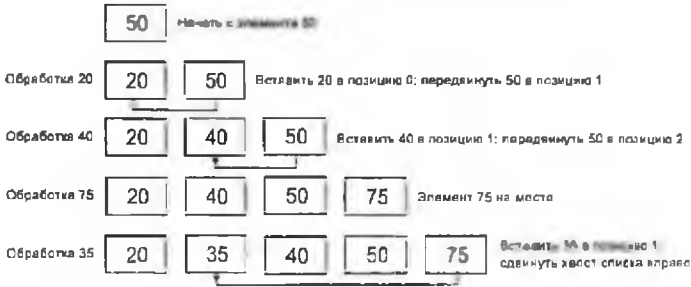 50 Начать с элемента 50
Обработка 20 20 50 Вставить 20 в позицию 0; передвинуть 50 в позицию 1
Обработка 40 20 40 50 Вставить 40 в позицию 1; передвинуть 50 в позицию 2
Обработка 75 20 40 50 75 Элемент 75 на месте
Обработка 35 20 35 40 50 75 Вставить 35 в позицию 1;
сдвинуть хвост списка вправо